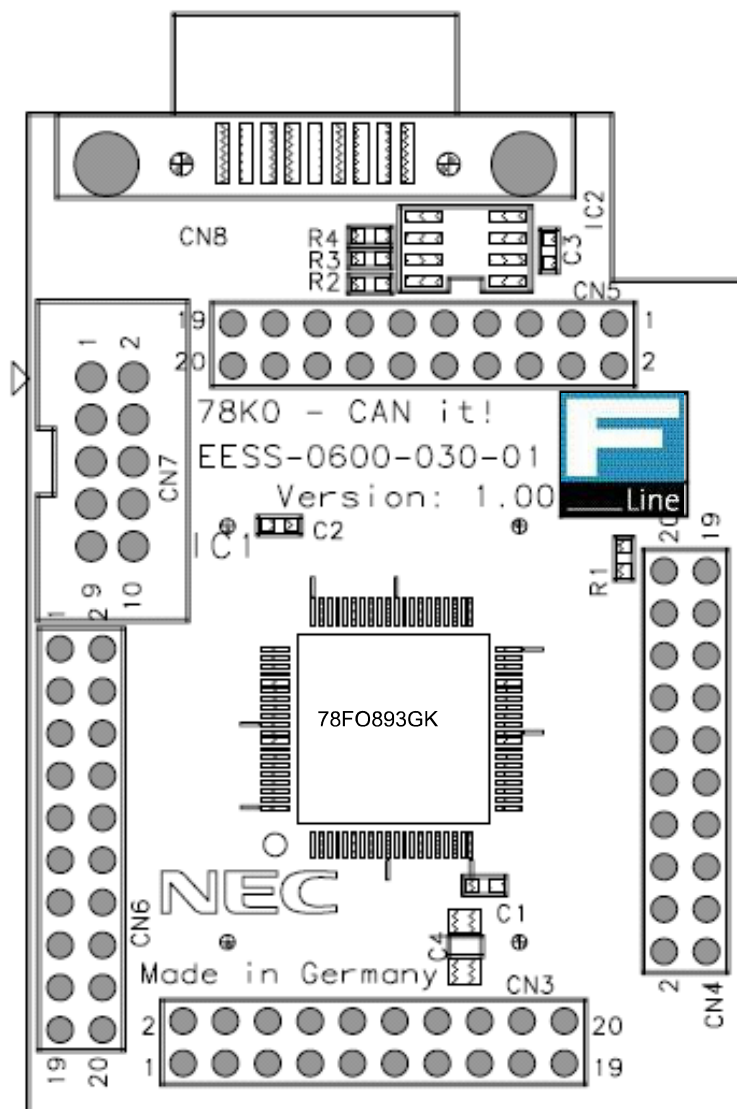 IC2
CN8
R4
R3
R2
C3
CN5
19 1
20 2
1 2
CN7
9 10
78K0 - CAN it!
EESS-0600-030-01
Version: 1.00
F
Line
IC1
C2
R1
20 19
1 2
78FO893GK
NEC
CN6
C1
C4
Made in Germany
CN3
2 20
1 19
19 20
2
CN4